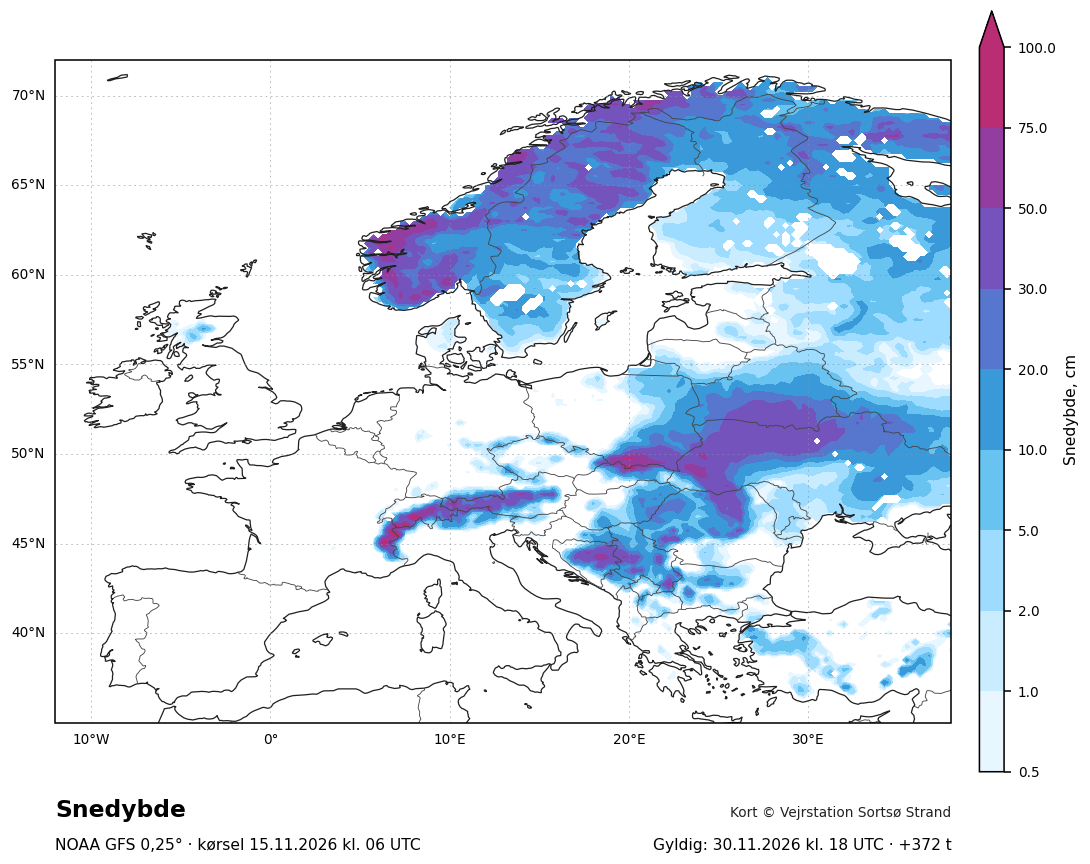 100.0
75.0
50.0
30.0
20.0
10.0
5.0
2.0
1.0
0.5
Snedybde, cm
70°N
65°N
60°N
55°N
50°N
45°N
40°N
10°W 0° 10°E 20°E 30°E
Snedybde
Kort © Vejrstation Sortsø Strand
NOAA GFS 0,25° · kørsel 15.11.2026 kl. 06 UTC
Gyldig: 30.11.2026 kl. 18 UTC · +372 t